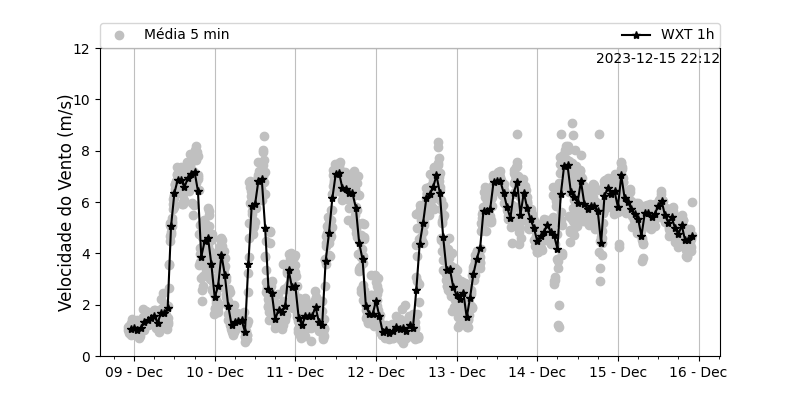 Média 5 min
WXT 1h
2023-12-15 22:12
Velocidade do Vento (m/s)
12
10
8
6
4
2
0
09 - Dec
10 - Dec
11 - Dec
12 - Dec
13 - Dec
14 - Dec
15 - Dec
16 - Dec